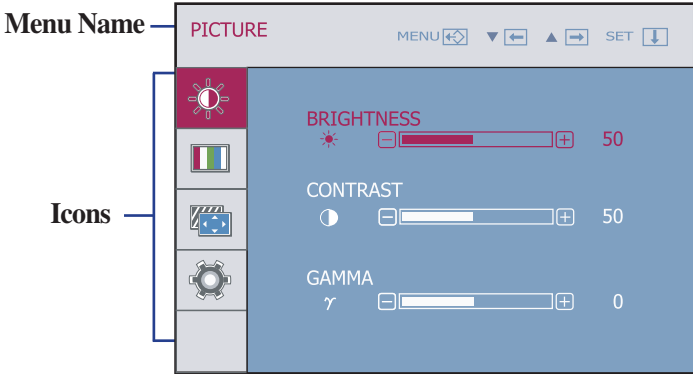 Menu Name
PICTURE
MENU ▼ ▲ SET
BRIGHTNESS
50
CONTRAST
50
Icons
GAMMA
γ 0